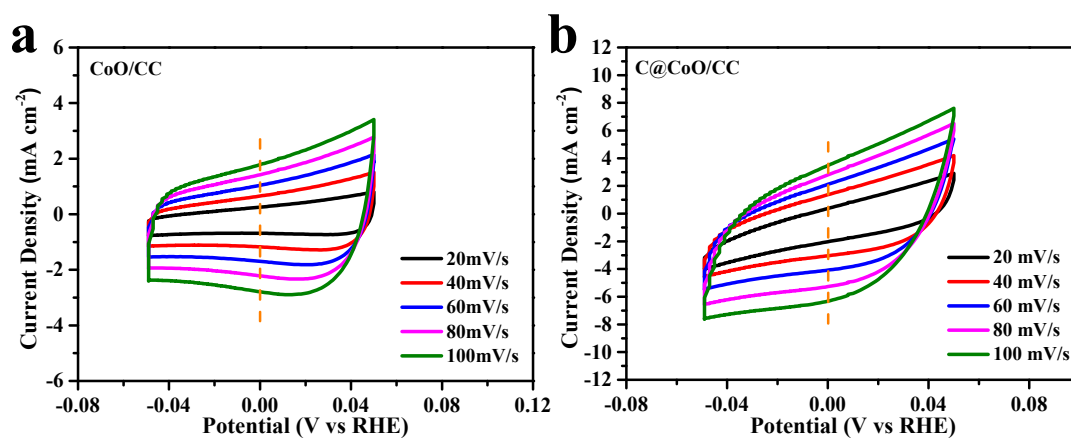 a
CoO/CC
Current Density (mA cm⁻²)
6
4
2
0
-2
-4
-6
20mV/s
40mV/s
60mV/s
80mV/s
100mV/s
-0.08
-0.04
0.00
0.04
0.08
0.12
Potential (V vs RHE)
b
C@CoO/CC
Current Density (mA cm⁻²)
12
10
8
6
4
2
0
-2
-4
-6
-8
-10
-12
20 mV/s
40 mV/s
60 mV/s
80 mV/s
100 mV/s
-0.08
-0.04
0.00
0.04
0.08
Potential (V vs RHE)